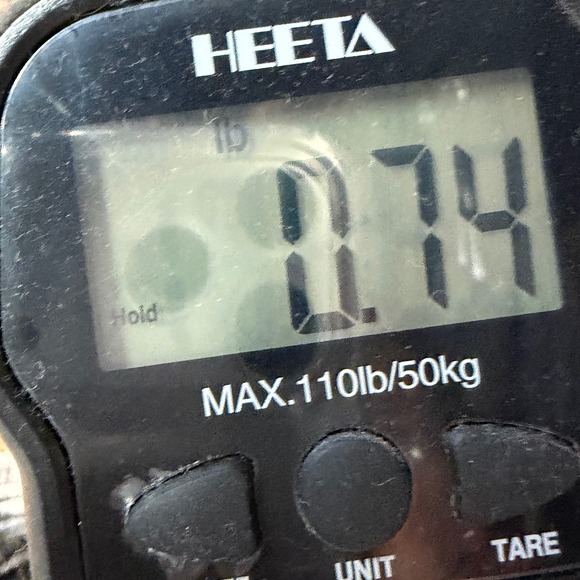 HEETA
lb
0.74
Hold
MAX.110lb/50kg
UNIT
TARE